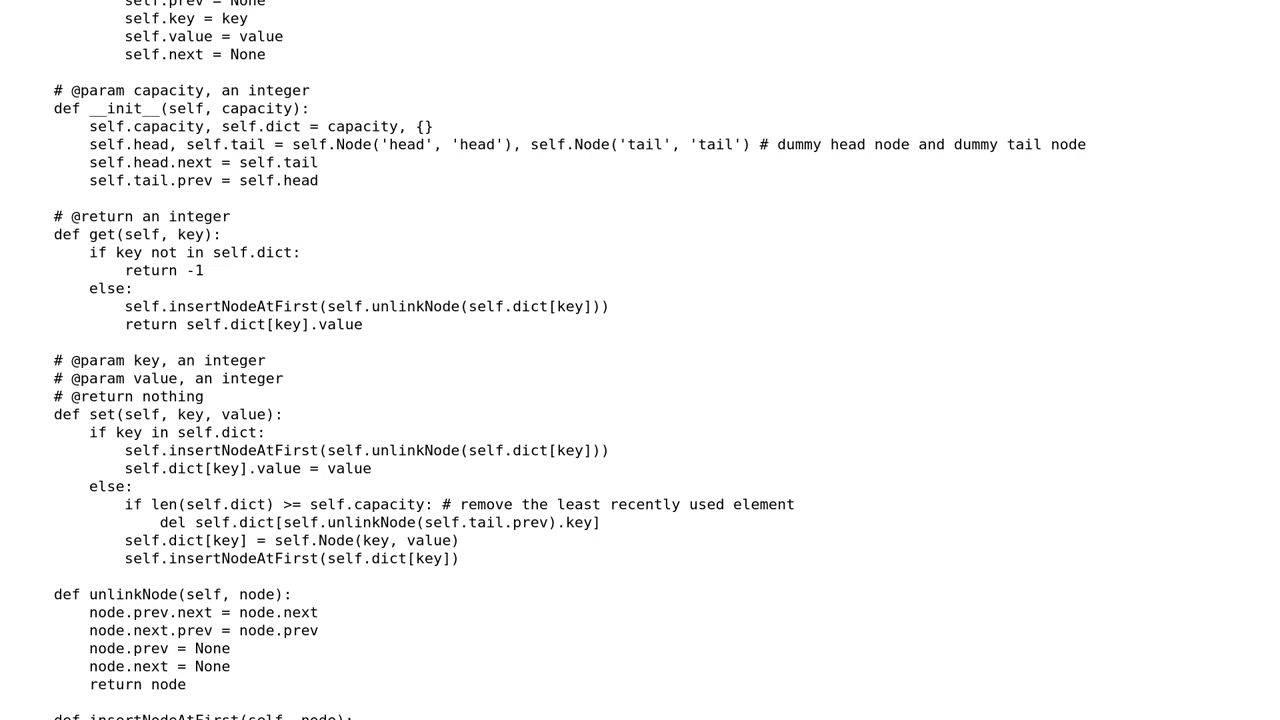 self.prev = None
self.key = key
self.value = value
self.next = None
# @param capacity, an integer
def __init__(self, capacity):
self.capacity, self.dict = capacity, {}
self.head, self.tail = self.Node('head', 'head'), self.Node('tail', 'tail') # dummy head node and dummy tail node
self.head.next = self.tail
self.tail.prev = self.head
# @return an integer
def get(self, key):
if key not in self.dict:
return -1
else:
self.insertNodeAtFirst(self.unlinkNode(self.dict[key]))
return self.dict[key].value
# @param key, an integer
# @param value, an integer
# @return nothing
def set(self, key, value):
if key in self.dict:
self.insertNodeAtFirst(self.unlinkNode(self.dict[key]))
self.dict[key].value = value
else:
if len(self.dict) >= self.capacity: # remove the least recently used element
del self.dict[self.unlinkNode(self.tail.prev).key]
self.dict[key] = self.Node(key, value)
self.insertNodeAtFirst(self.dict[key])
def unlinkNode(self, node):
node.prev.next = node.next
node.next.prev = node.prev
node.prev = None
node.next = None
return node
def insertNodeAtFirst(self, node):